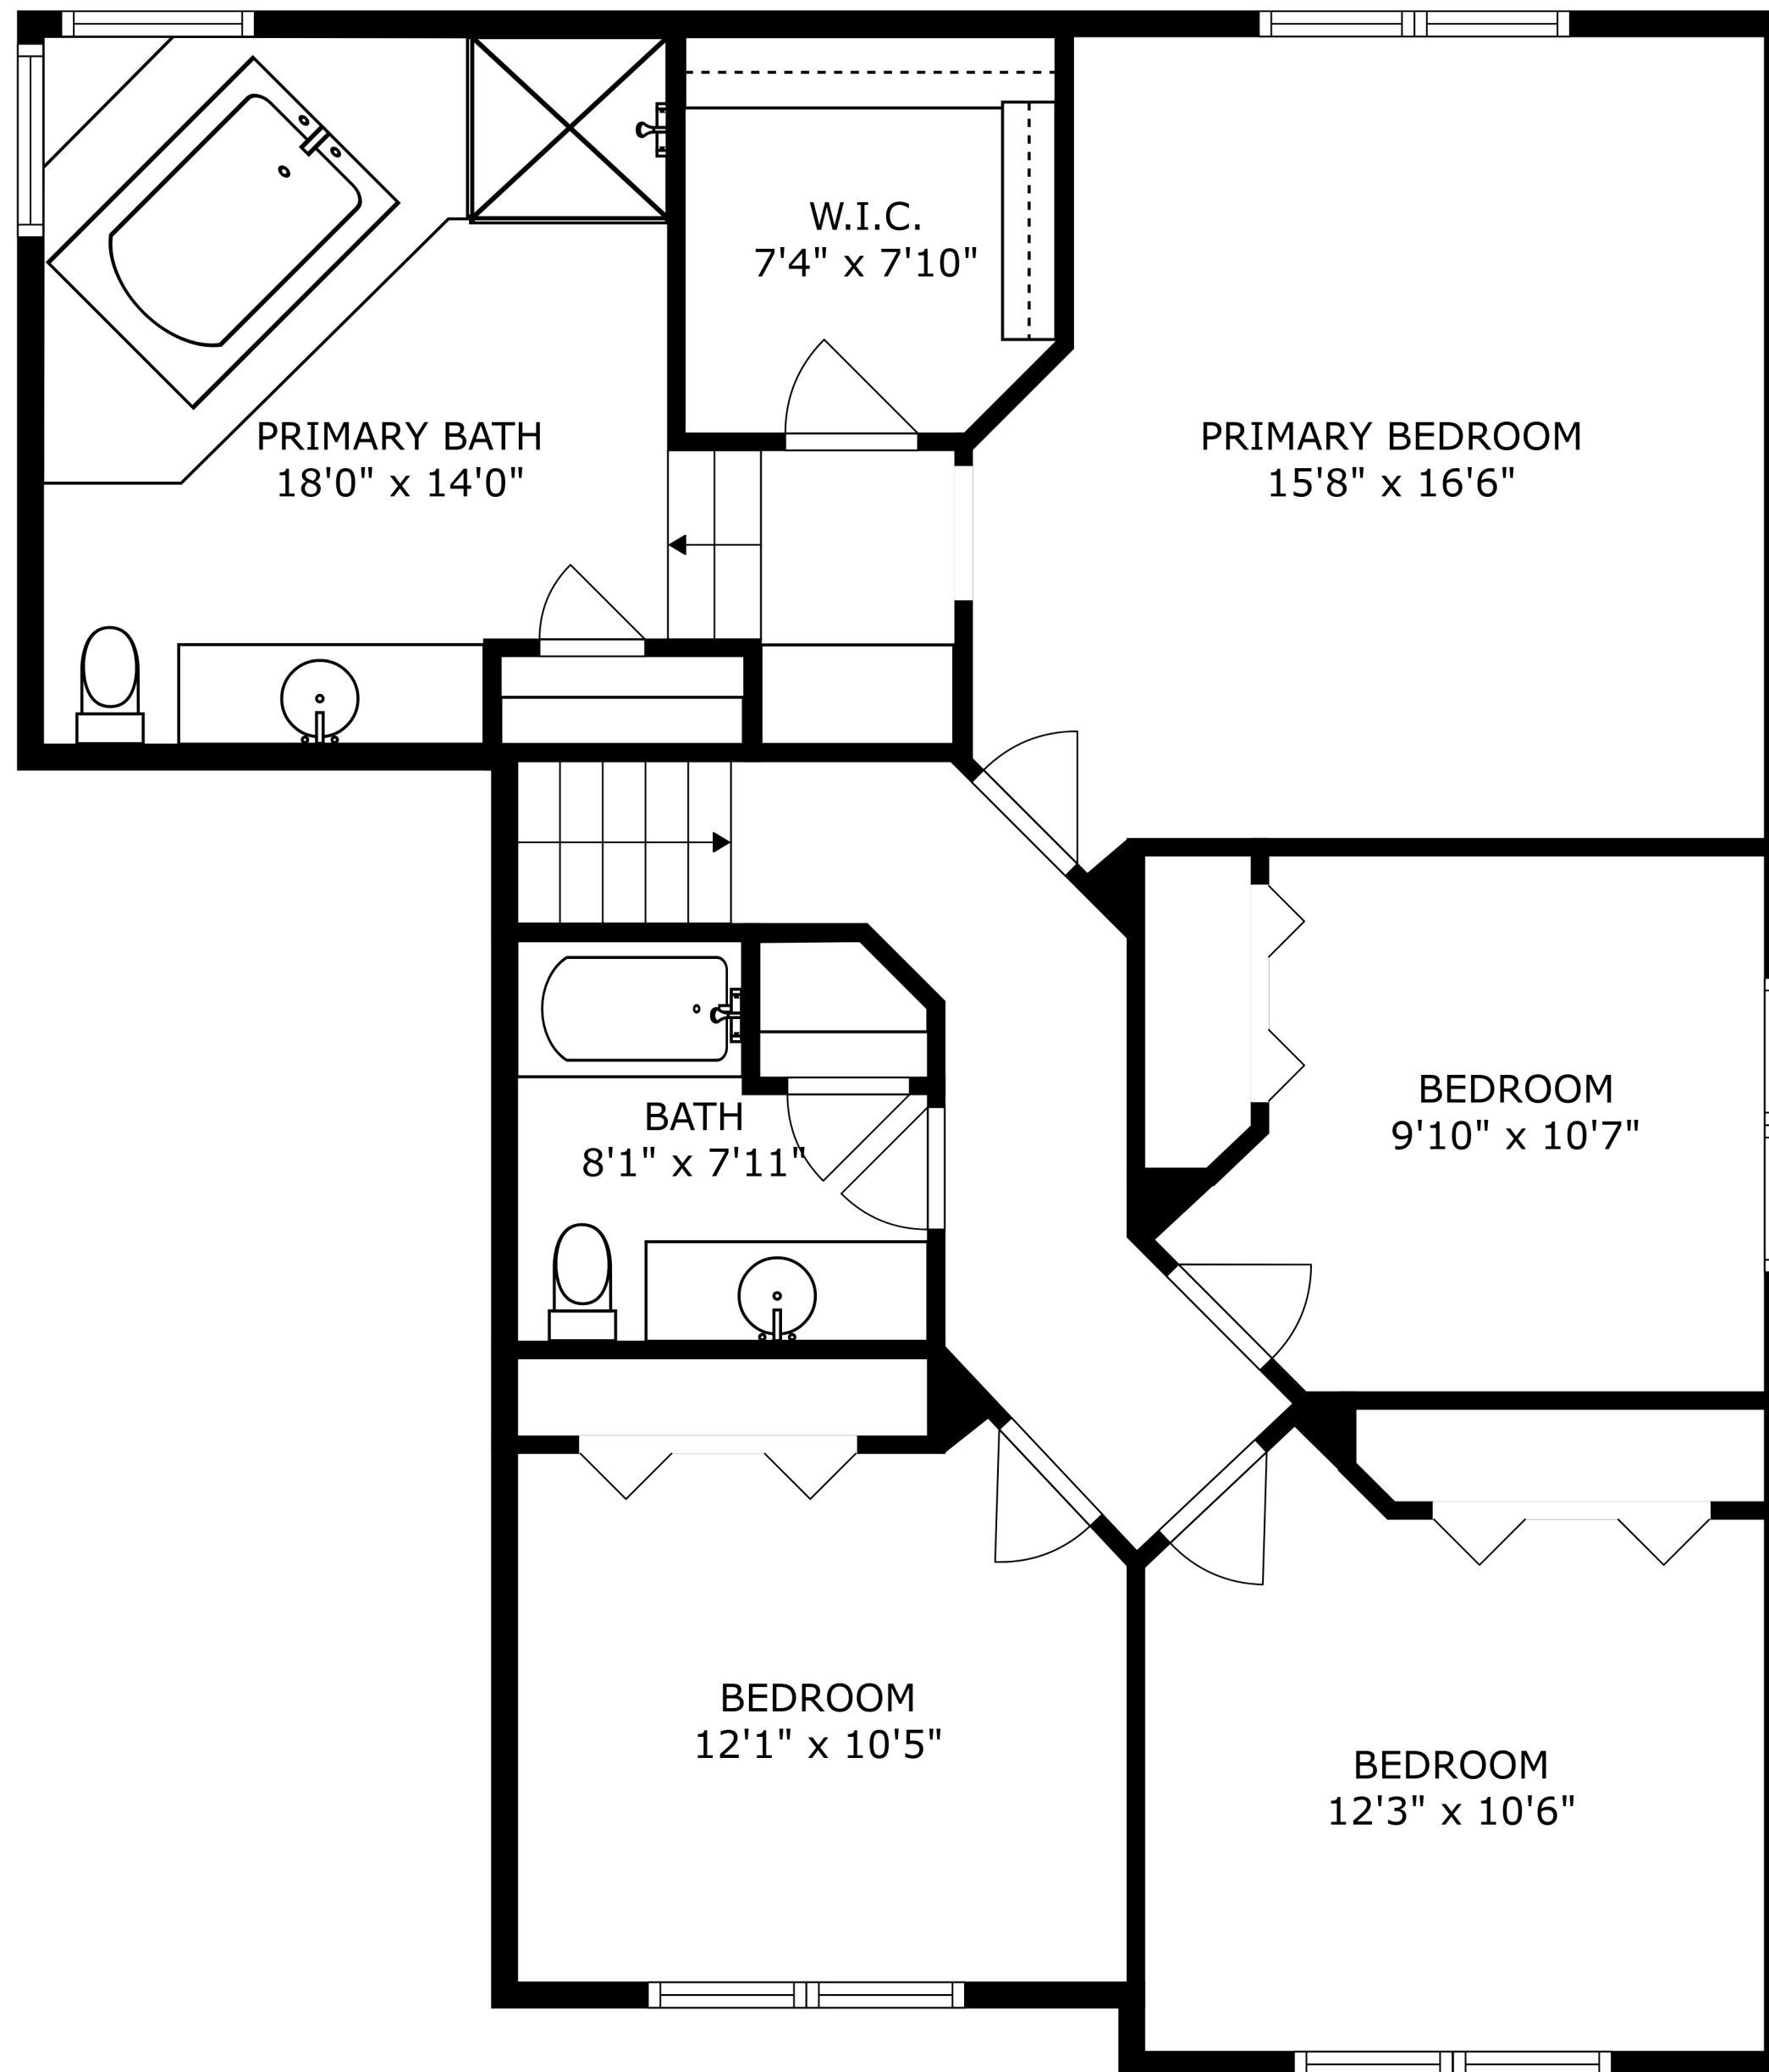 W.I.C.
7'4" x 7'10"
PRIMARY BATH
18'0" x 14'0"
PRIMARY BEDROOM
15'8" x 16'6"
BEDROOM
9'10" x 10'7"
BATH
8'1" x 7'11"
BEDROOM
12'1" x 10'5"
BEDROOM
12'3" x 10'6"